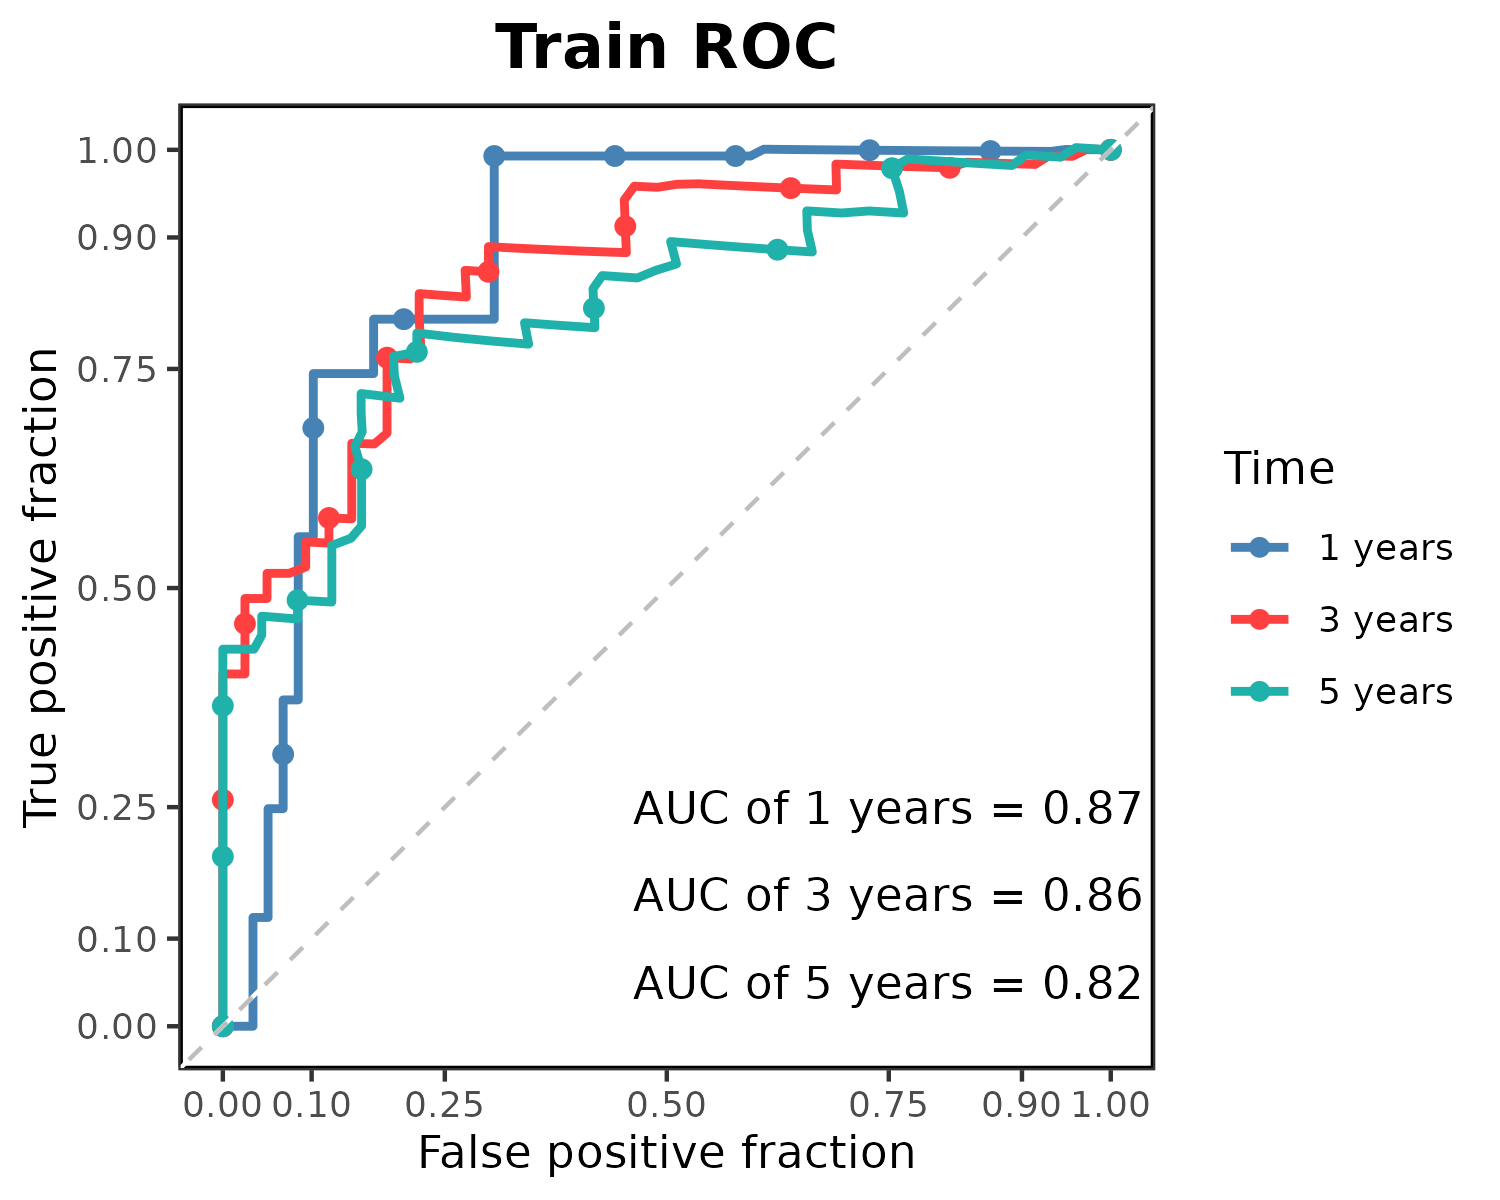 Train ROC
True positive fraction
1.00
0.90
0.75
0.50
0.25
0.10
0.00
AUC of 1 years = 0.87
AUC of 3 years = 0.86
AUC of 5 years = 0.82
0.00 0.10 0.25 0.50 0.75 0.90 1.00
False positive fraction
Time
1 years
3 years
5 years